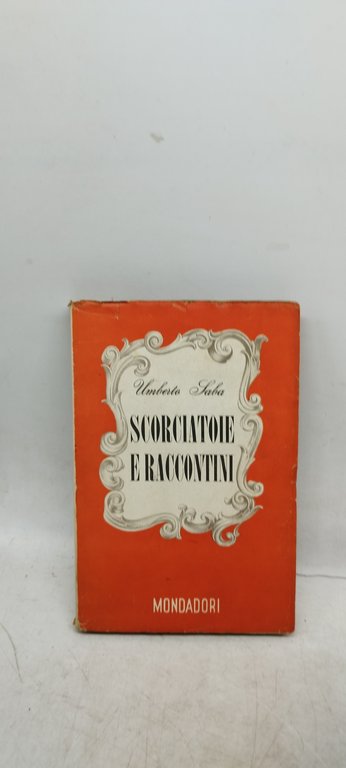 Umberto Saba
SCORCIATOIE
E RACCONTINI
MONDADORI